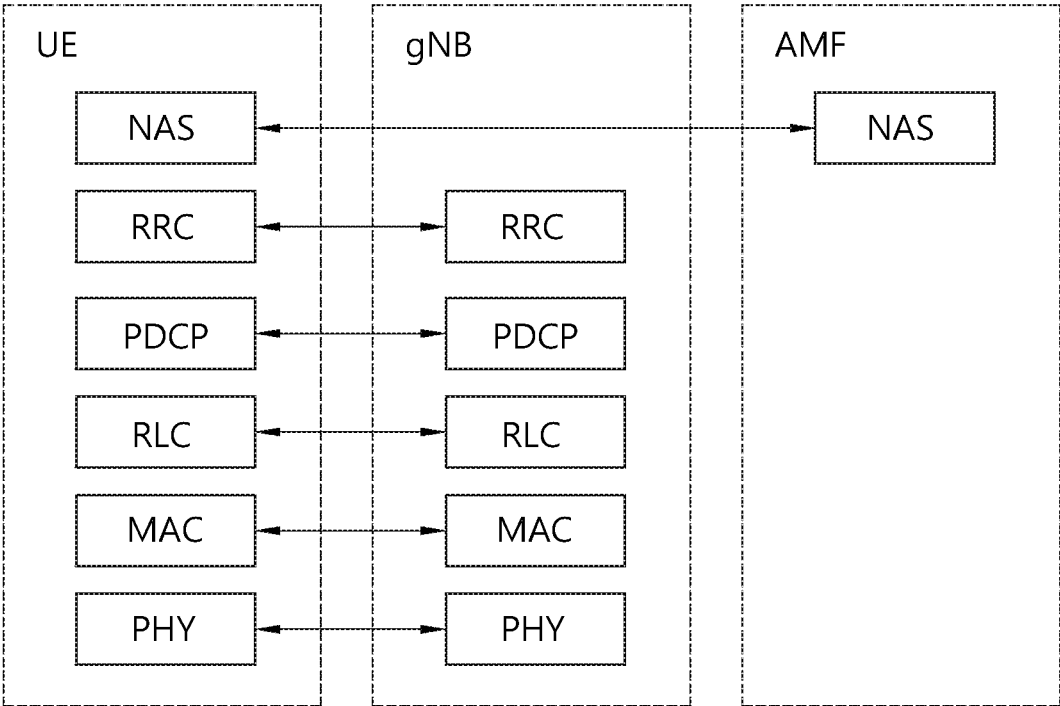 UE gNB AMF
NAS NAS
RRC RRC
PDCP PDCP
RLC RLC
MAC MAC
PHY PHY